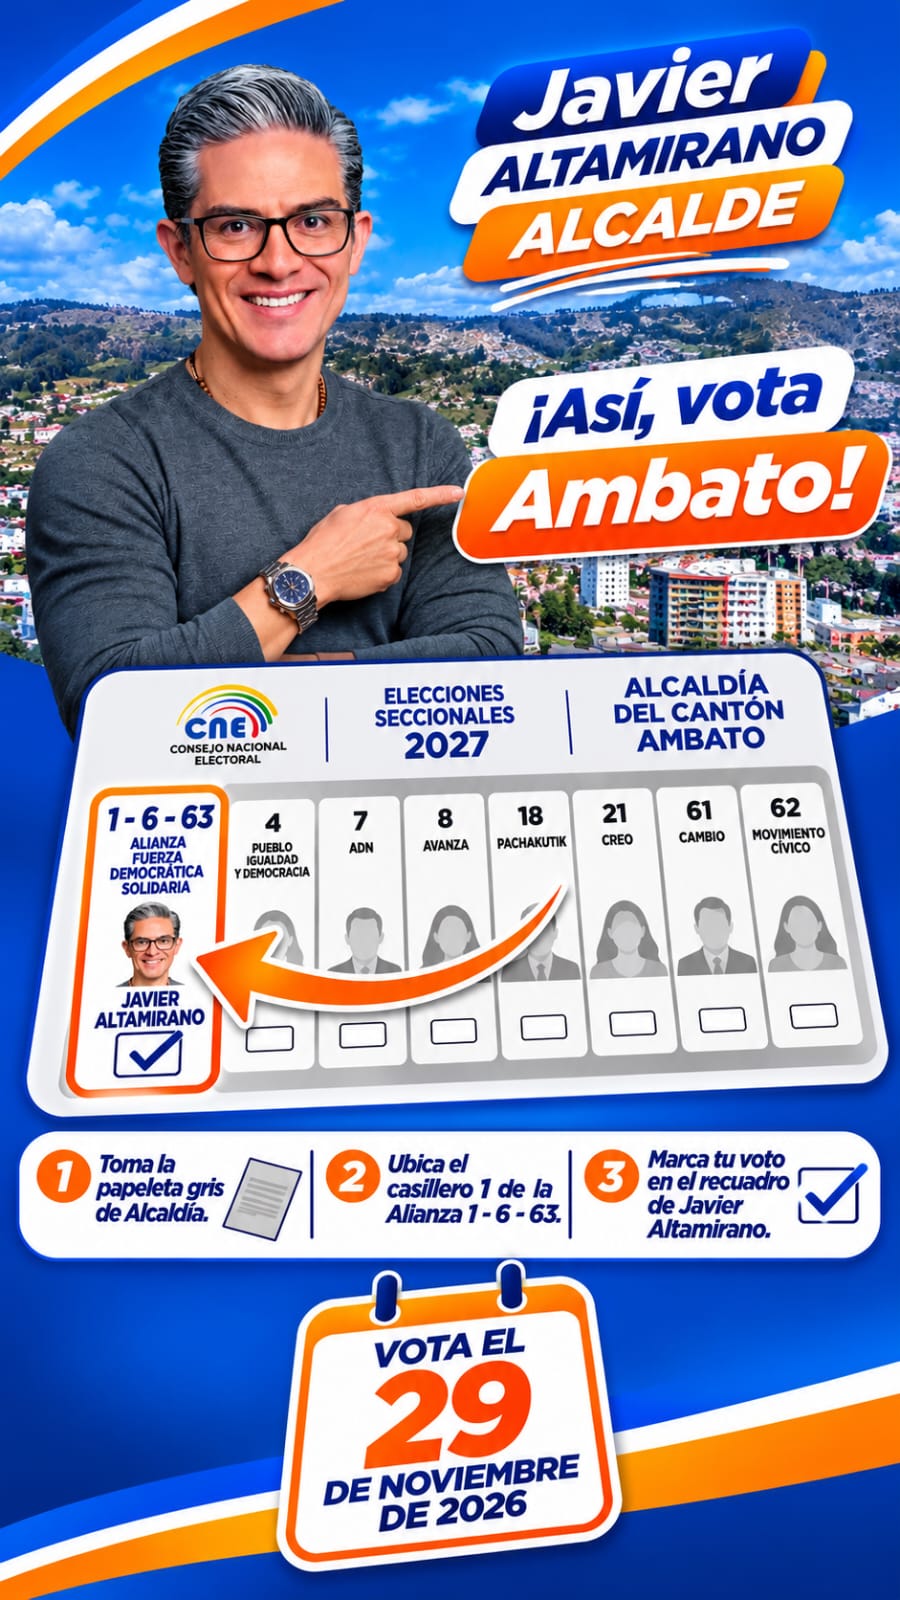 Javier
ALTAMIRANO
ALCALDE
¡Así, vota
Ambato!
CNE
CONSEJO NACIONAL
ELECTORAL
ELECCIONES
SECCIONALES
2027
ALCALDÍA
DEL CANTÓN
AMBATO
1 - 6 - 63
ALIANZA
FUERZA
DEMOCRÁTICA
SOLIDARIA
JAVIER
ALTAMIRANO
4
PUEBLO
IGUALDAD
Y DEMOCRACIA
7
ADN
8
AVANZA
18
PACHAKUTIK
21
CREO
61
CAMBIO
62
MOVIMIENTO
CÍVICO
1
Toma la
papeleta gris
de Alcaldía.
2
Ubica el
casillero 1 de la
Alianza 1 - 6 - 63.
3
Marca tu voto
en el recuadro
de Javier
Altamirano.
VOTA EL
29
DE NOVIEMBRE
DE 2026